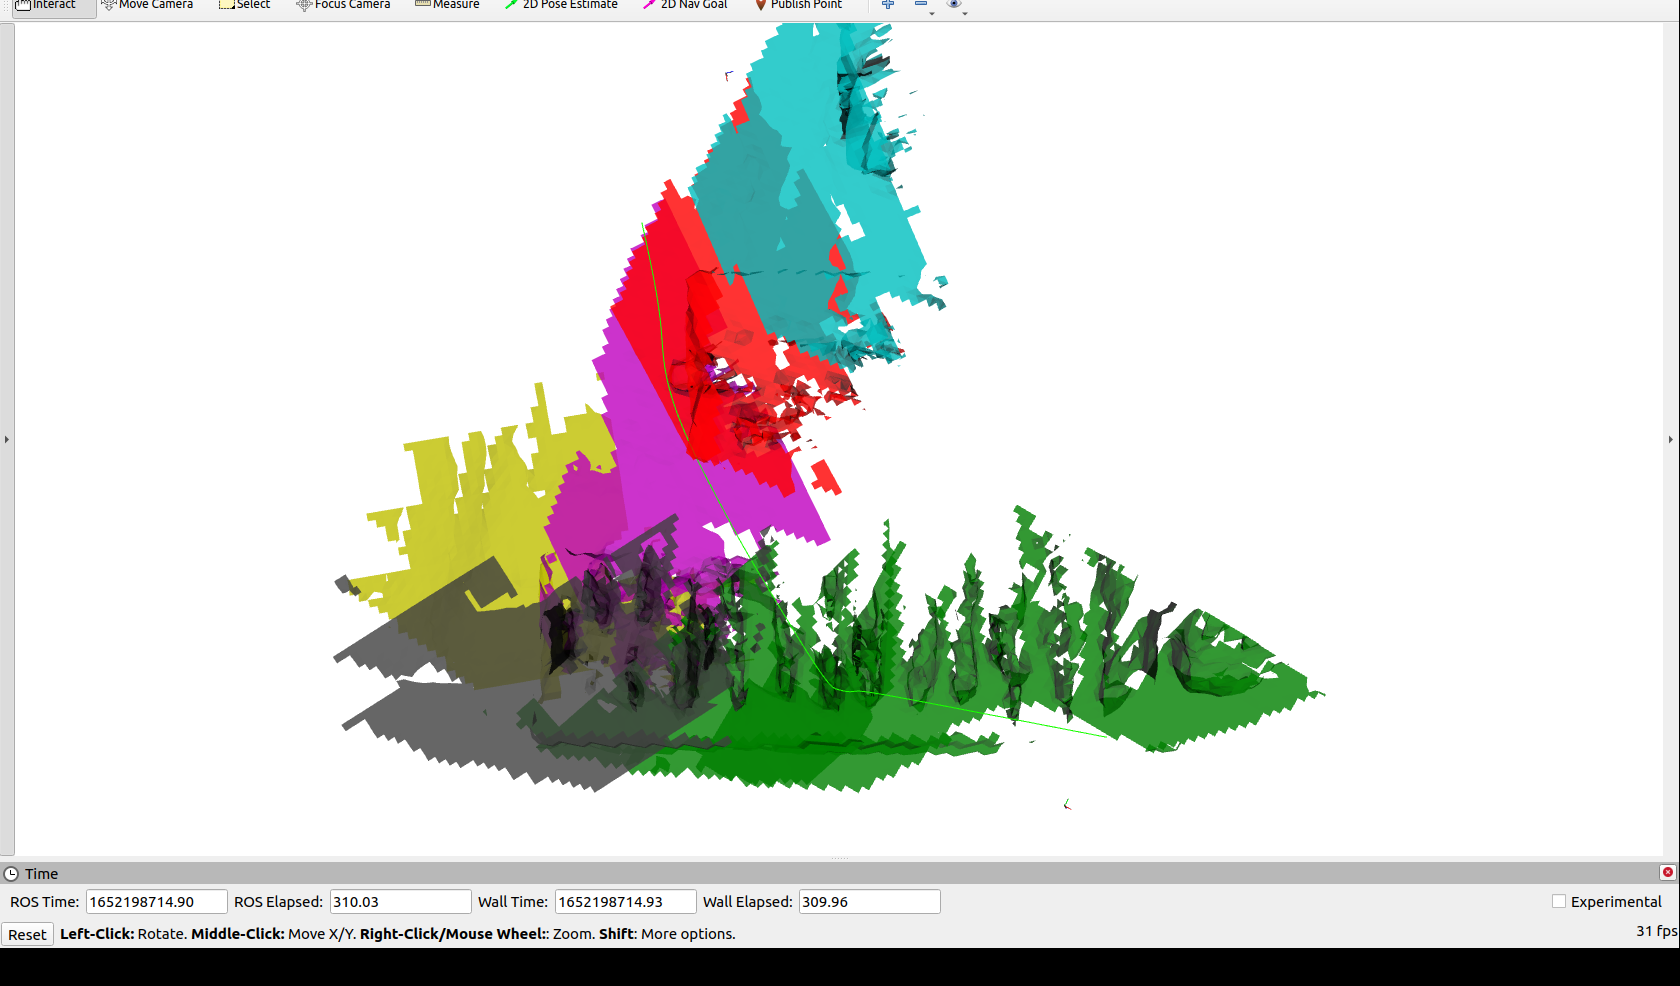 Interact Move Camera Select Focus Camera Measure 2D Pose Estimate 2D Nav Goal Publish Point
Time
ROS Time: 1652198714.90 ROS Elapsed: 310.03 Wall Time: 1652198714.93 Wall Elapsed: 309.96 Experimental
Reset Left-Click: Rotate. Middle-Click: Move X/Y. Right-Click/Mouse Wheel:: Zoom. Shift: More options. 31 fps